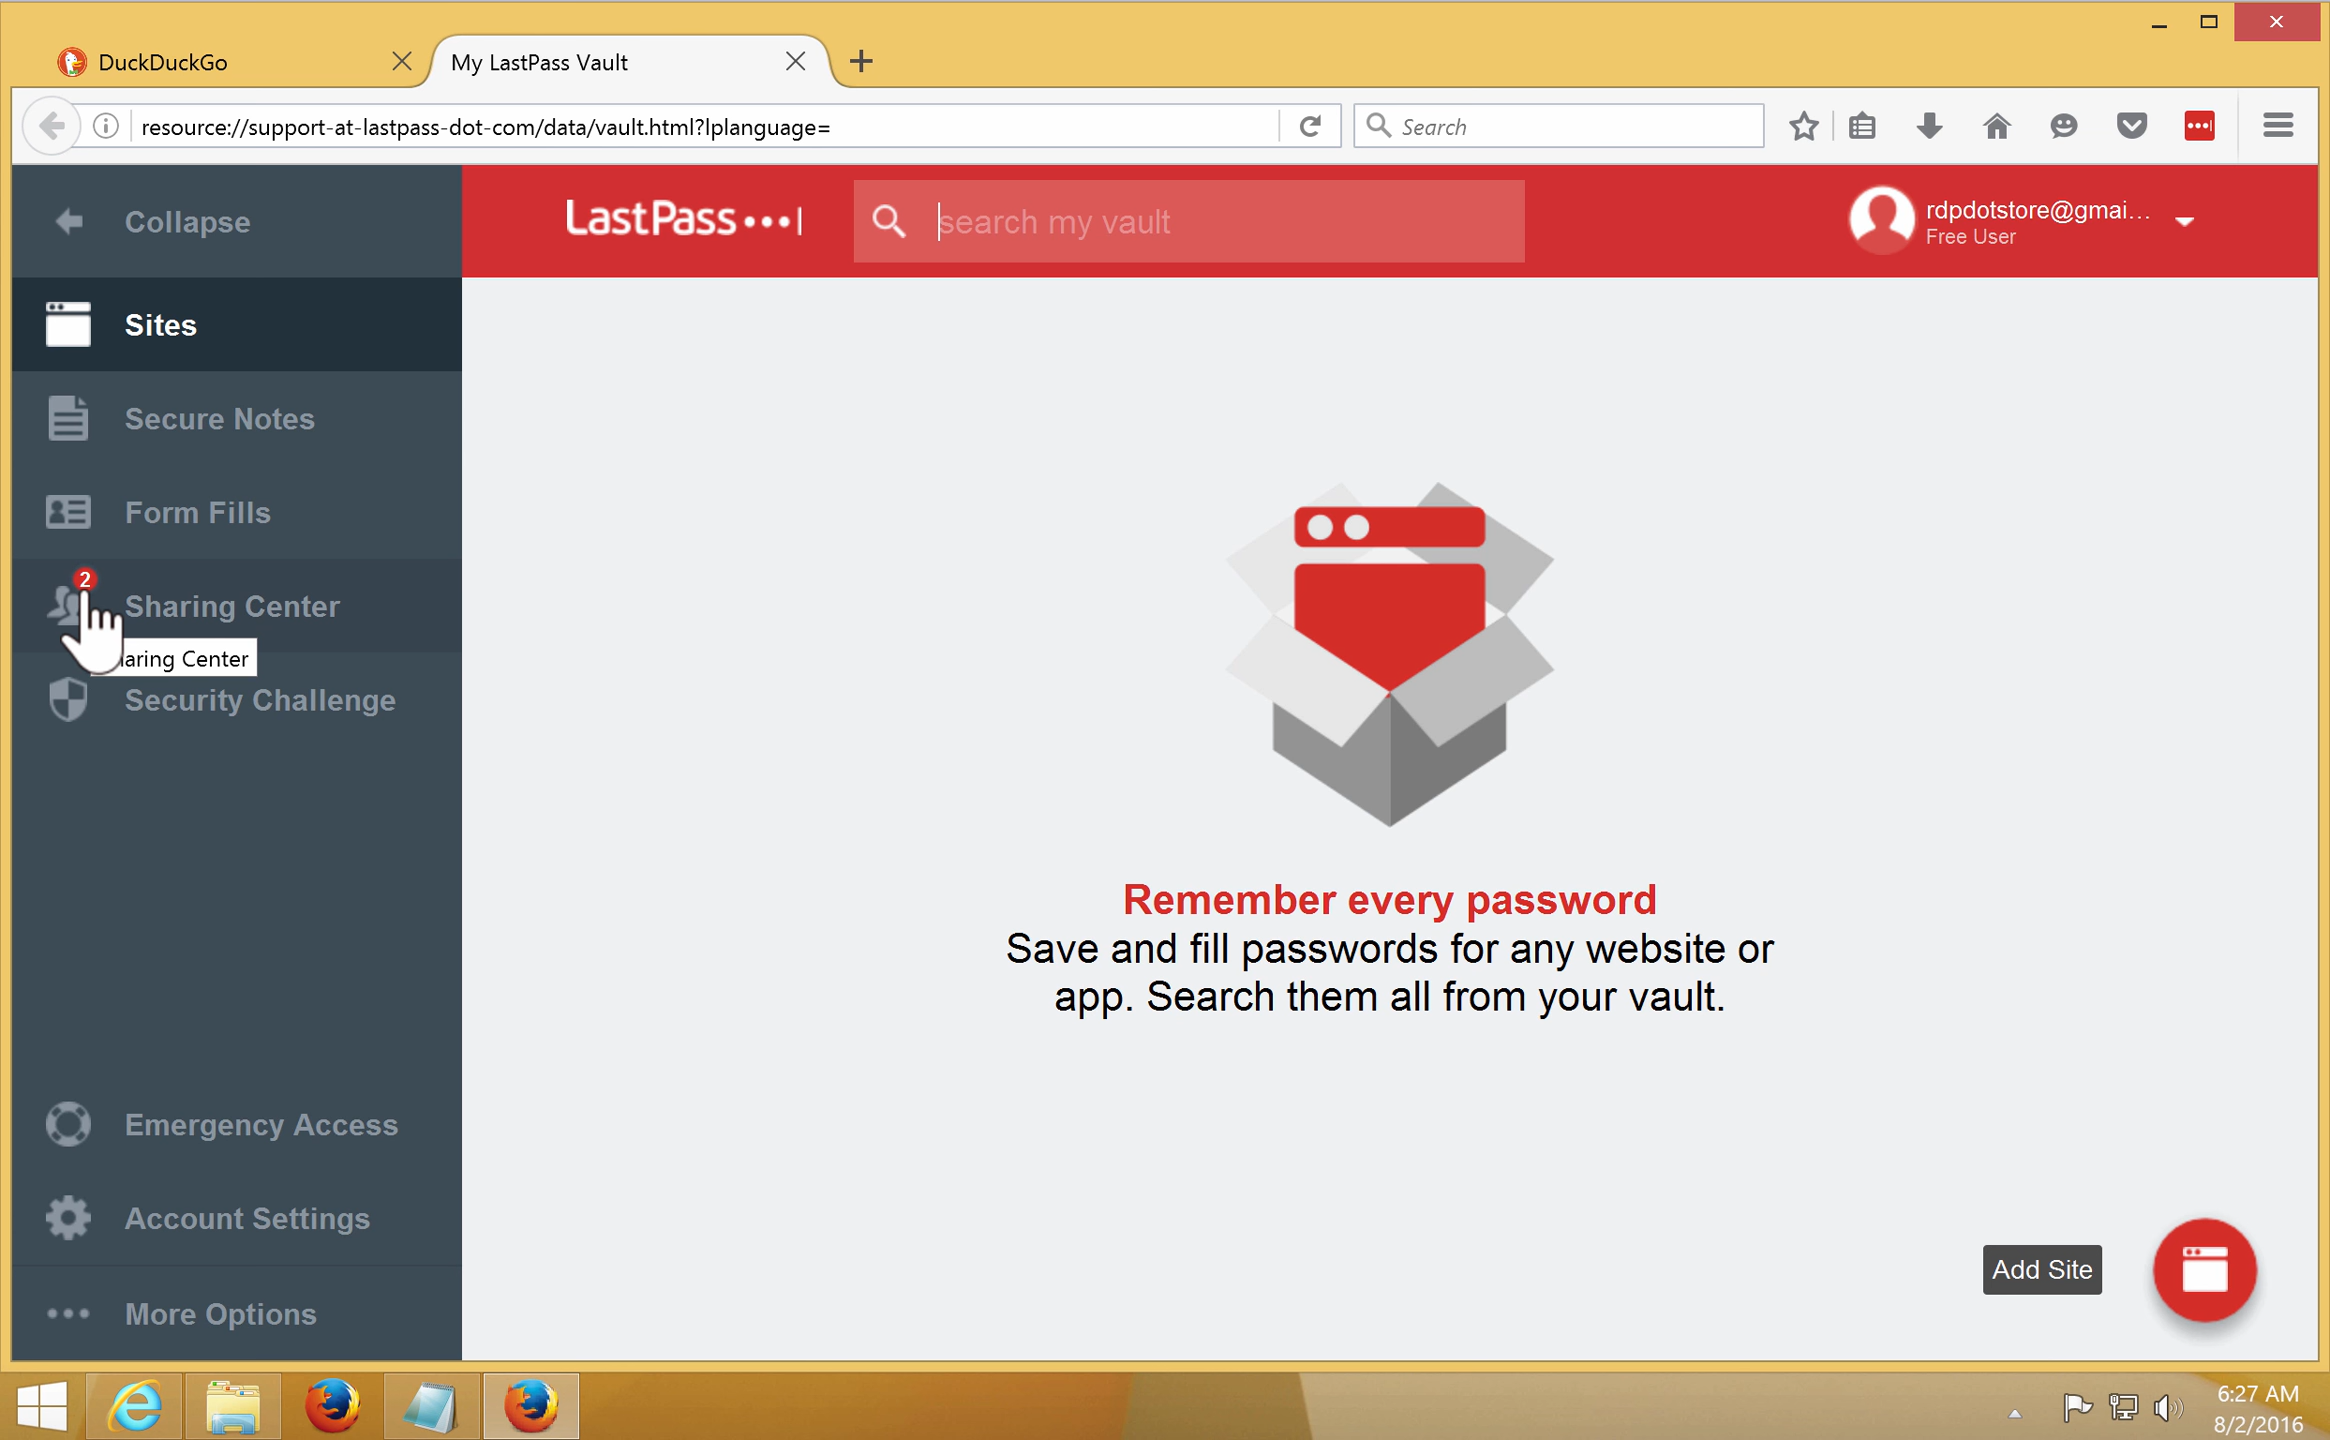 DuckDuckGo
My LastPass Vault
resource://support-at-lastpass-dot-com/data/vault.html?lplanguage=
Search
Collapse
LastPass
search my vault
rdpdotstore@gmai...
Free User
Sites
Secure Notes
Form Fills
2
Sharing Center
aring Center
Security Challenge
Remember every password
Save and fill passwords for any website or
app. Search them all from your vault.
Emergency Access
Account Settings
More Options
Add Site
6:27 AM
8/2/2016